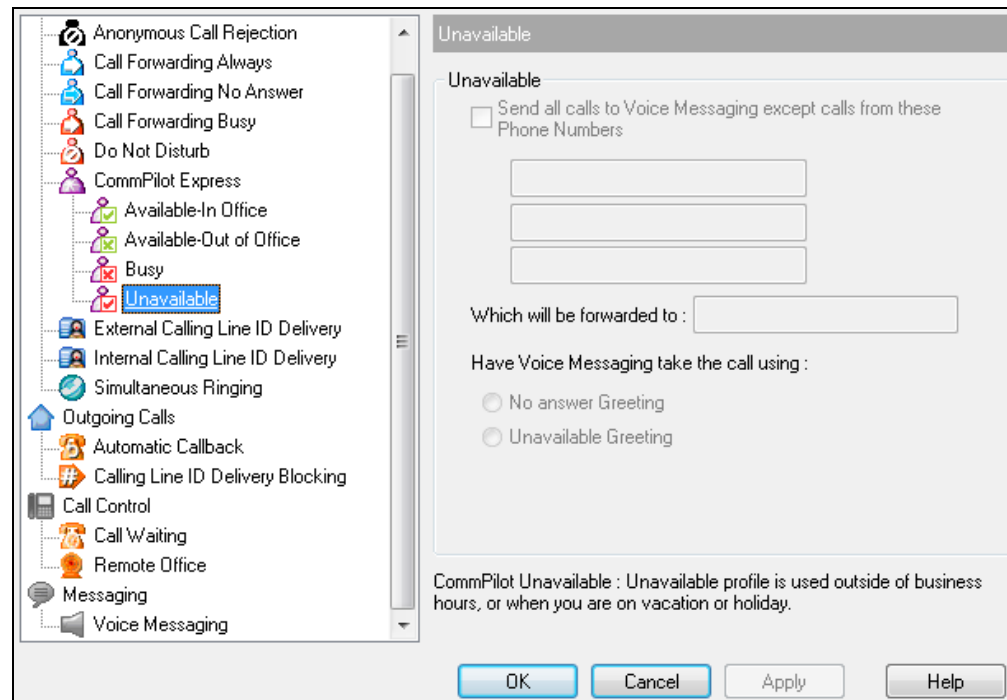 Anonymous Call Rejection
Call Forwarding Always
Call Forwarding No Answer
Call Forwarding Busy
Do Not Disturb
CommPilot Express
Available-In Office
Available-Out of Office
Busy
Unavailable
External Calling Line ID Delivery
Internal Calling Line ID Delivery
Simultaneous Ringing
Outgoing Calls
Automatic Callback
Calling Line ID Delivery Blocking
Call Control
Call Waiting
Remote Office
Messaging
Voice Messaging
Unavailable
Unavailable
Send all calls to Voice Messaging except calls from these
Phone Numbers
Which will be forwarded to :
Have Voice Messaging take the call using :
No answer Greeting
Unavailable Greeting
CommPilot Unavailable : Unavailable profile is used outside of business
hours, or when you are on vacation or holiday.
OK
Cancel
Apply
Help